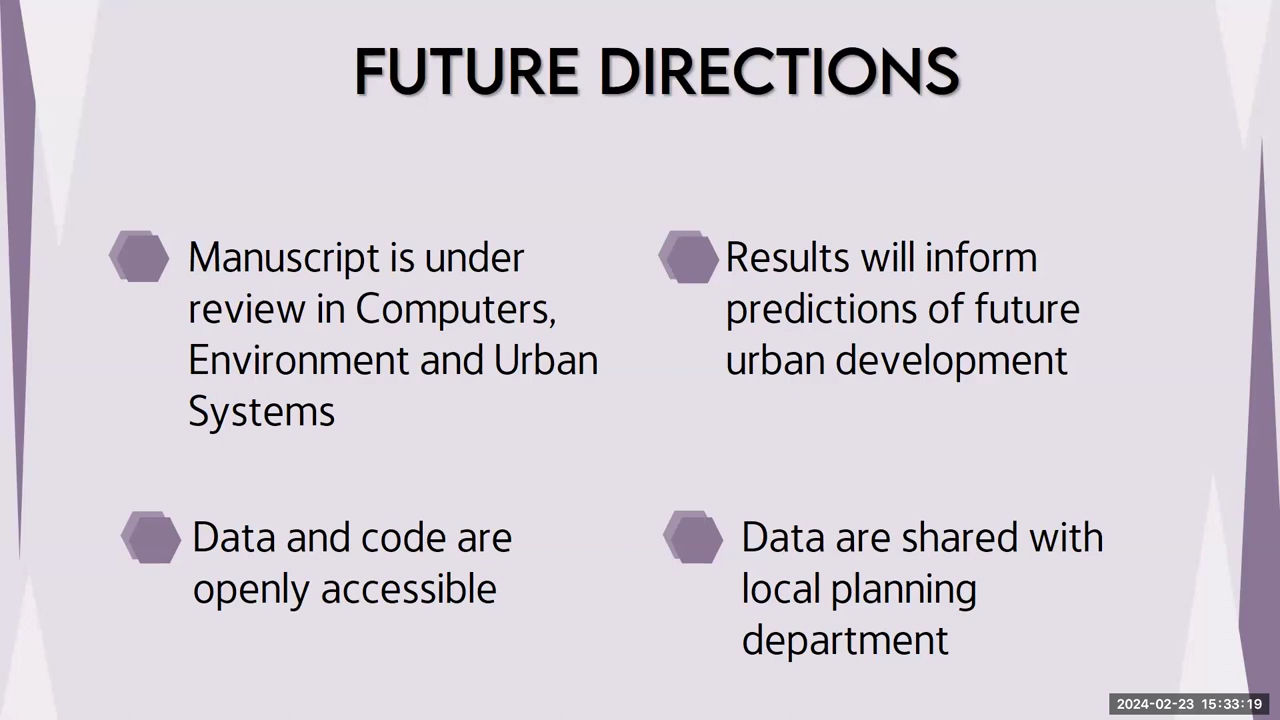 FUTURE DIRECTIONS
Manuscript is under
review in Computers,
Environment and Urban
Systems
Results will inform
predictions of future
urban development
Data and code are
openly accessible
Data are shared with
local planning
department
2024-02-23 15:33:19